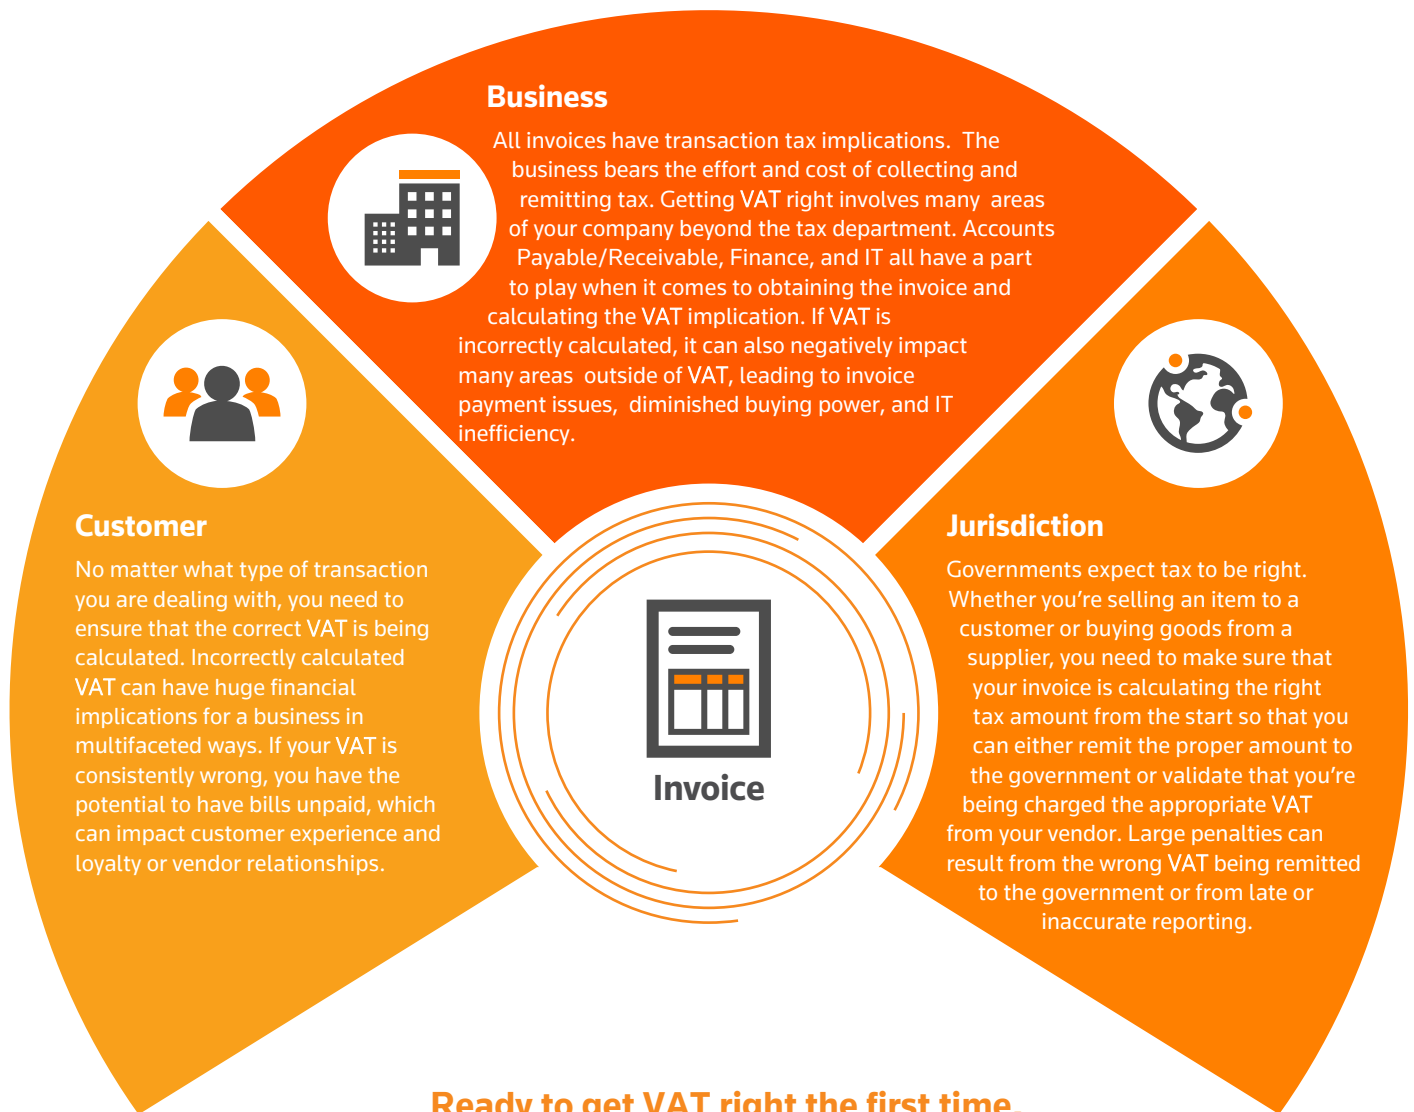 Business
All invoices have transaction tax implications. The
business bears the effort and cost of collecting and
remitting tax. Getting VAT right involves many areas
of your company beyond the tax department. Accounts
Payable/Receivable, Finance, and IT all have a part
to play when it comes to obtaining the invoice and
calculating the VAT implication. If VAT is
incorrectly calculated, it can also negatively impact
many areas outside of VAT, leading to invoice
payment issues, diminished buying power, and IT
inefficiency.
Customer
No matter what type of transaction
you are dealing with, you need to
ensure that the correct VAT is being
calculated. Incorrectly calculated
VAT can have huge financial
implications for a business in
multifaceted ways. If your VAT is
consistently wrong, you have the
potential to have bills unpaid, which
can impact customer experience and
loyalty or vendor relationships.
Invoice
Jurisdiction
Governments expect tax to be right.
Whether you're selling an item to a
customer or buying goods from a
supplier, you need to make sure that
your invoice is calculating the right
tax amount from the start so that you
can either remit the proper amount to
the government or validate that you're
being charged the appropriate VAT
from your vendor. Large penalties can
result from the wrong VAT being remitted
to the government or from late or
inaccurate reporting.
Ready to get VAT right the first time,